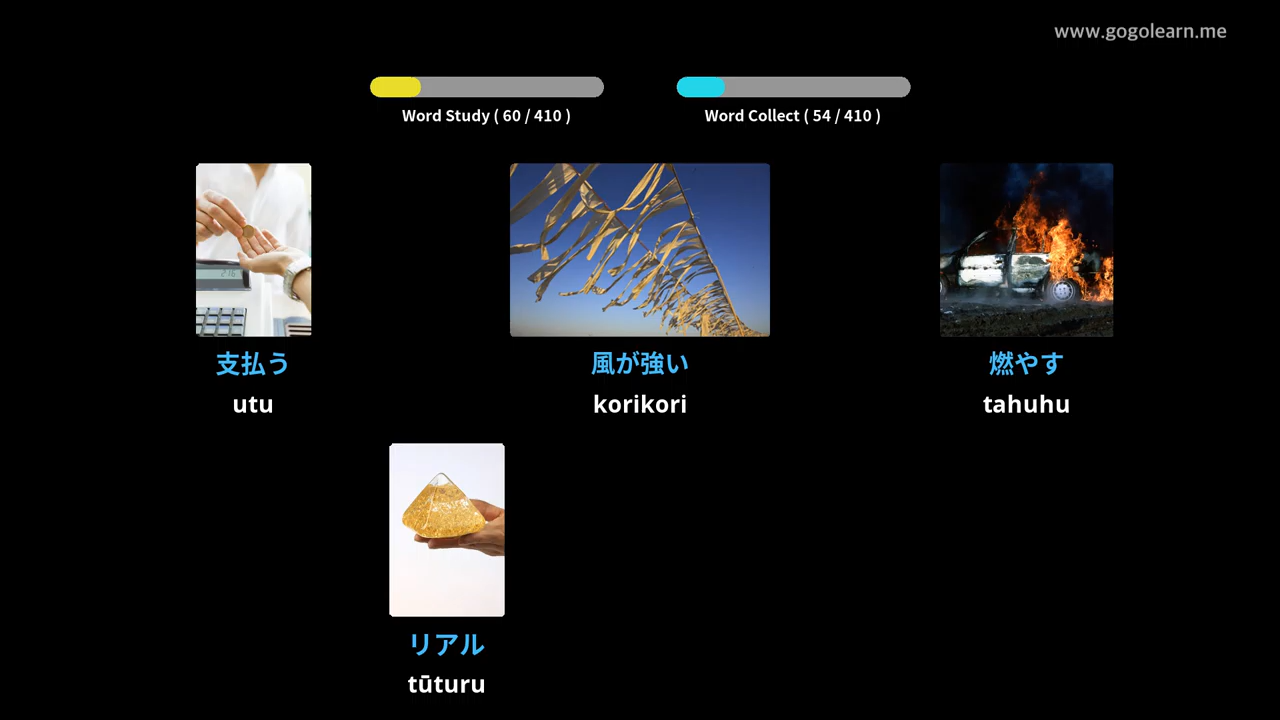 www.gogolearn.me
Word Study ( 60 / 410 )
Word Collect ( 54 / 410 )
支払う
utu
風が強い
korikori
燃やす
tahuhu
リアル
tūturu